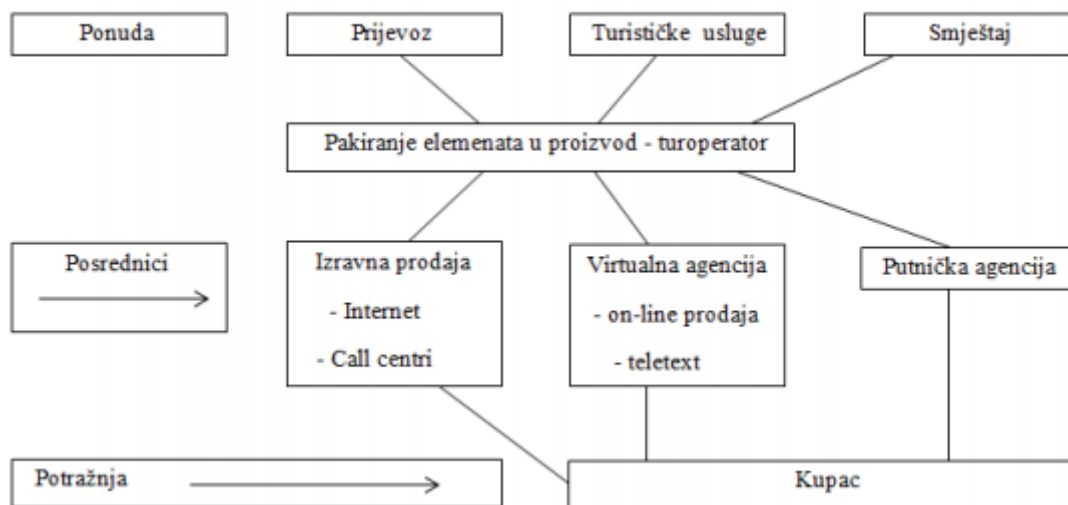 Ponuda
Prijevoz
Turističke usluge
Smještaj
Pakiranje elemenata u proizvod - turoperator
Posrednici
Izravna prodaja
- Internet
- Call centri
Virtualna agencija
- on-line prodaja
- teletext
Putnička agencija
Potražnja
Kupac